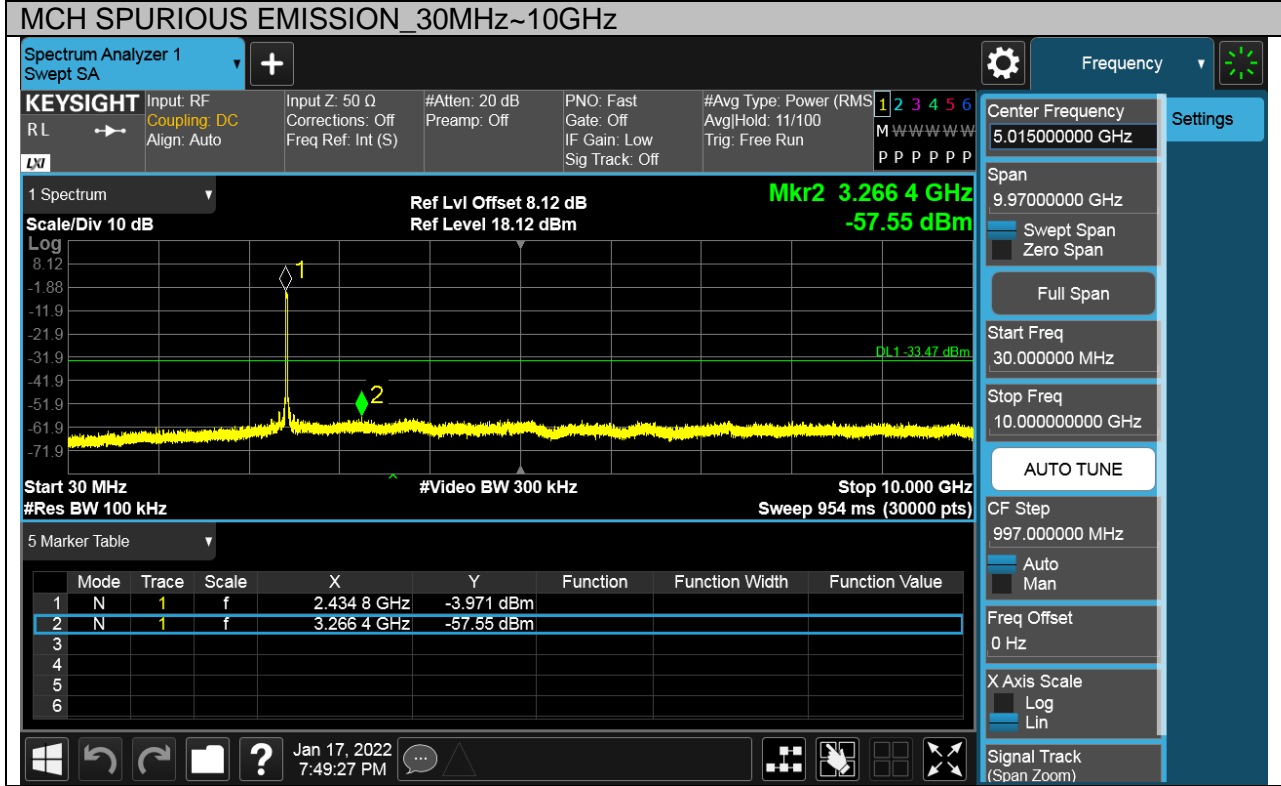 MCH SPURIOUS EMISSION_30MHz~10GHz
Spectrum Analyzer 1
Swept SA
+
Frequency
KEYSIGHT
RL
LXI
Input: RF
Coupling: DC
Align: Auto
Input Z: 50 Ω
Corrections: Off
Freq Ref: Int (S)
#Atten: 20 dB
Preamp: Off
PNO: Fast
Gate: Off
IF Gain: Low
Sig Track: Off
#Avg Type: Power (RMS
Avg|Hold: 11/100
Trig: Free Run
1 2 3 4 5 6
M W W W W W
P P P P P P
Center Frequency
5.015000000 GHz
Settings
Span
9.97000000 GHz
Swept Span
Zero Span
Full Span
Start Freq
30.000000 MHz
Stop Freq
10.000000000 GHz
AUTO TUNE
CF Step
997.000000 MHz
Auto
Man
Freq Offset
0 Hz
X Axis Scale
Log
Lin
Signal Track
(Span Zoom)
1 Spectrum
Scale/Div 10 dB
Ref Lvl Offset 8.12 dB
Ref Level 18.12 dBm
Mkr2 3.266 4 GHz
-57.55 dBm
Log
8.12
-1.88
-11.9
-21.9
-31.9
-41.9
-51.9
-61.9
-71.9
1
2
DL1 -33.47 dBm
Start 30 MHz
#Video BW 300 kHz
Stop 10.000 GHz
#Res BW 100 kHz
Sweep 954 ms (30000 pts)
5 Marker Table
Mode Trace Scale X Y Function Function Width Function Value
1 N 1 f 2.434 8 GHz -3.971 dBm
2 N 1 f 3.266 4 GHz -57.55 dBm
3
4
5
6
?
Jan 17, 2022
7:49:27 PM